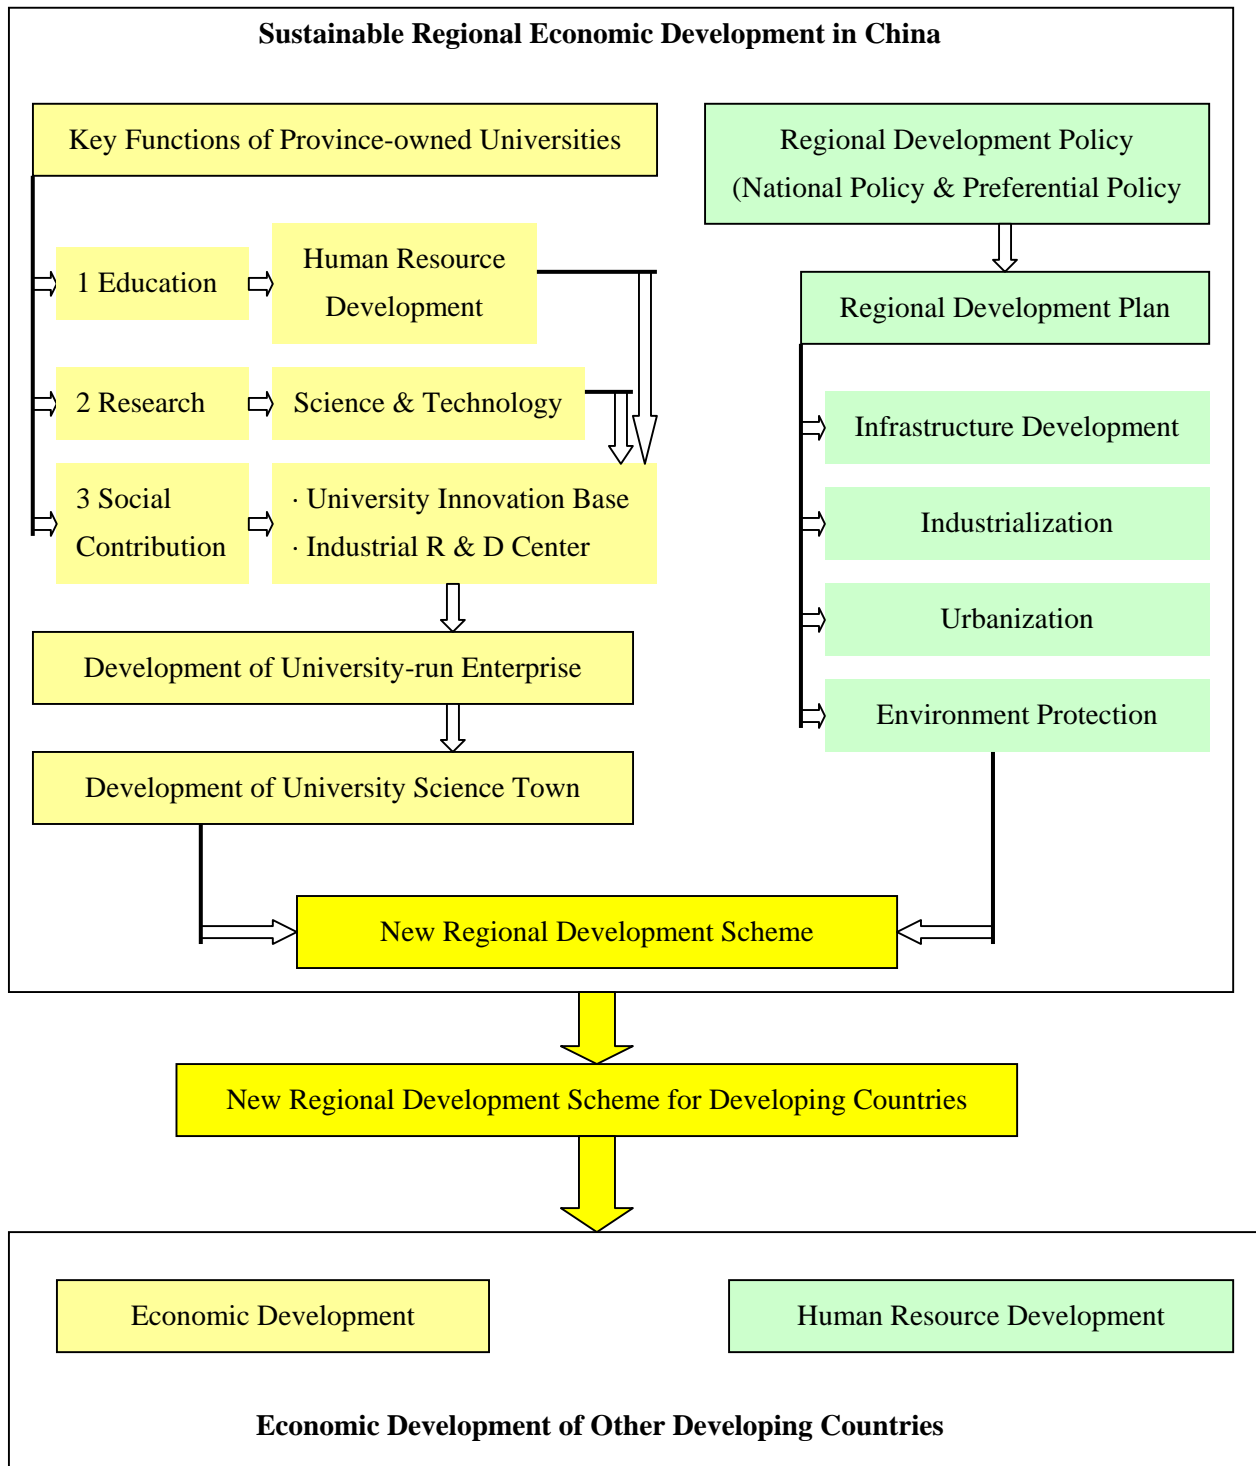 Sustainable Regional Economic Development in China
Key Functions of Province-owned Universities
1 Education
Human Resource
Development
2 Research
Science & Technology
3 Social
Contribution
· University Innovation Base
· Industrial R & D Center
Development of University-run Enterprise
Development of University Science Town
Regional Development Policy
(National Policy & Preferential Policy
Regional Development Plan
Infrastructure Development
Industrialization
Urbanization
Environment Protection
New Regional Development Scheme
New Regional Development Scheme for Developing Countries
Economic Development
Human Resource Development
Economic Development of Other Developing Countries